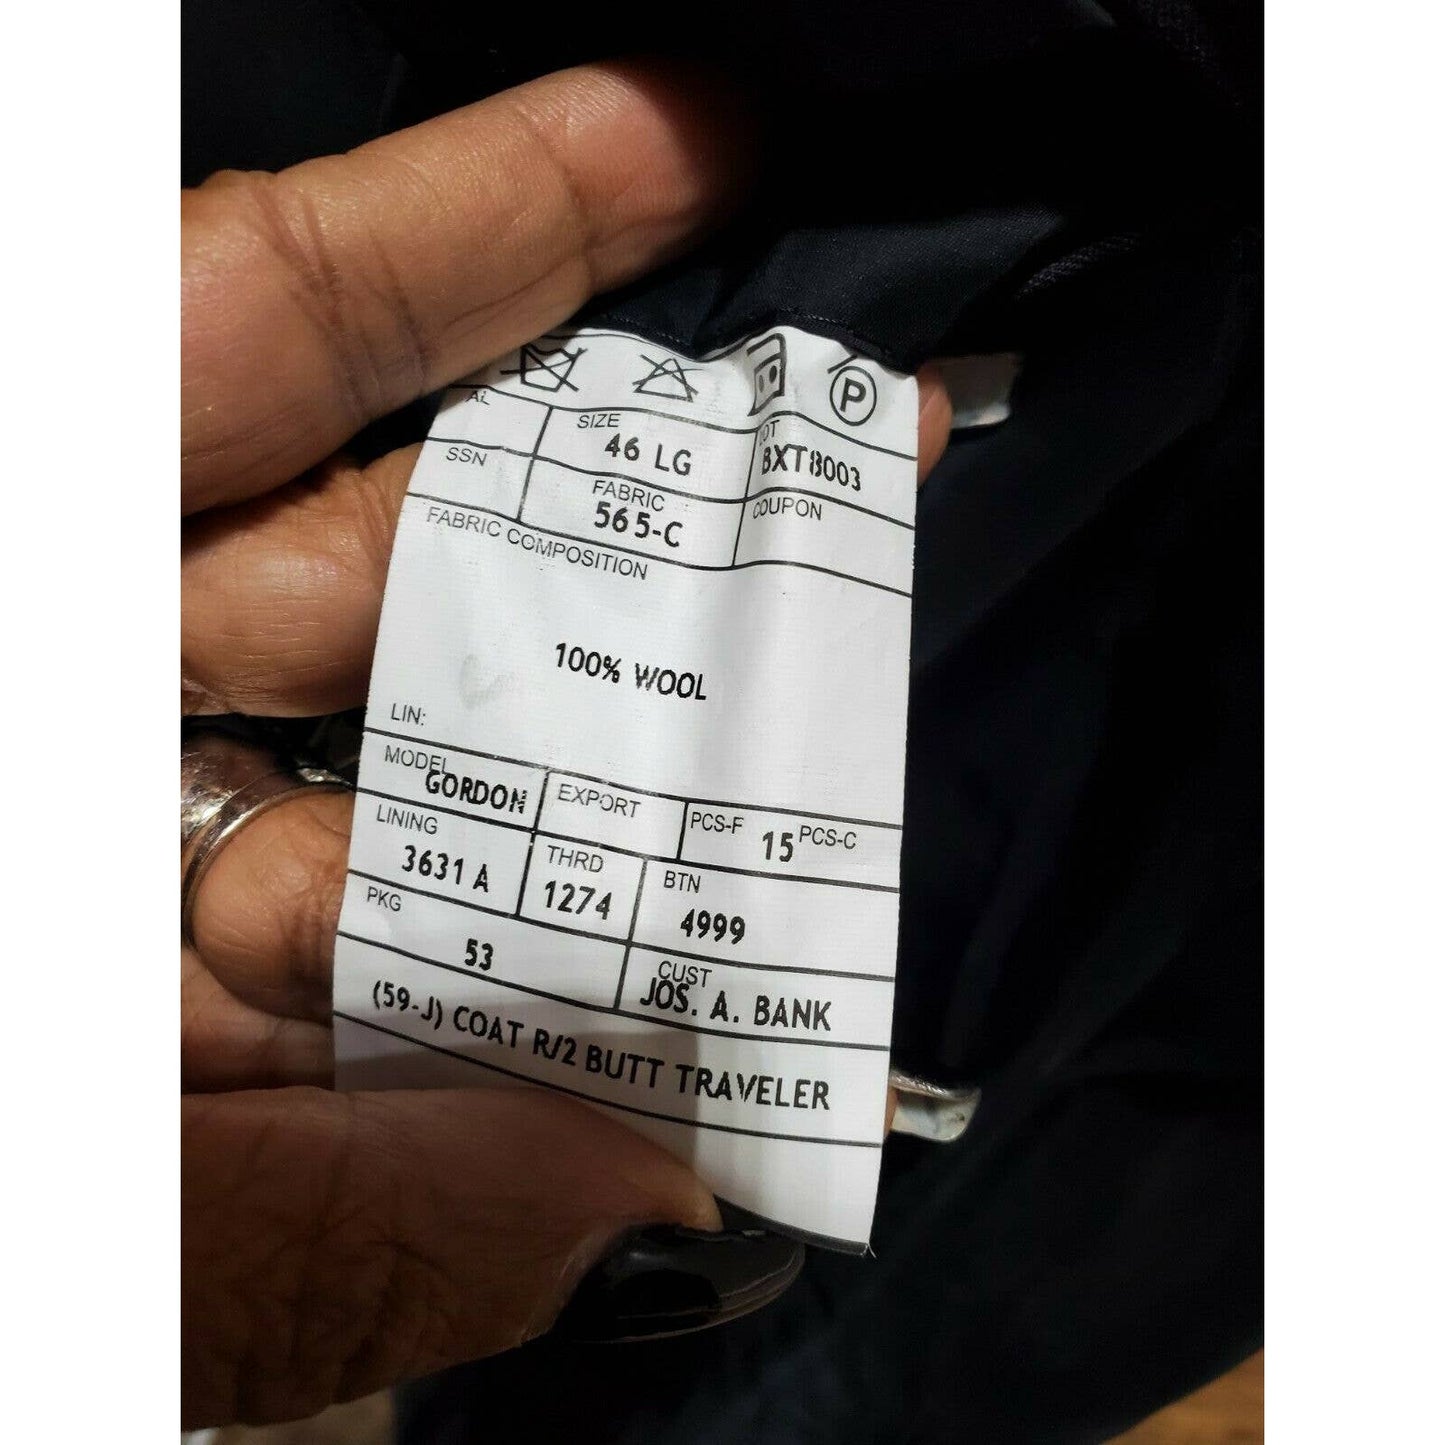 P
SIZE
46 LG
SSN
FABRIC
565-C
BXT8003
COUPON
FABRIC COMPOSITION
100% WOOL
LIN:
MODEL
GORDON
EXPORT
PCS-F 15 PCS-C
LINING
3631 A
THRD
1274
BTN
4999
PKG
53
CUST
JOS. A. BANK
(59-J) COAT R/2 BUTT TRAVELER